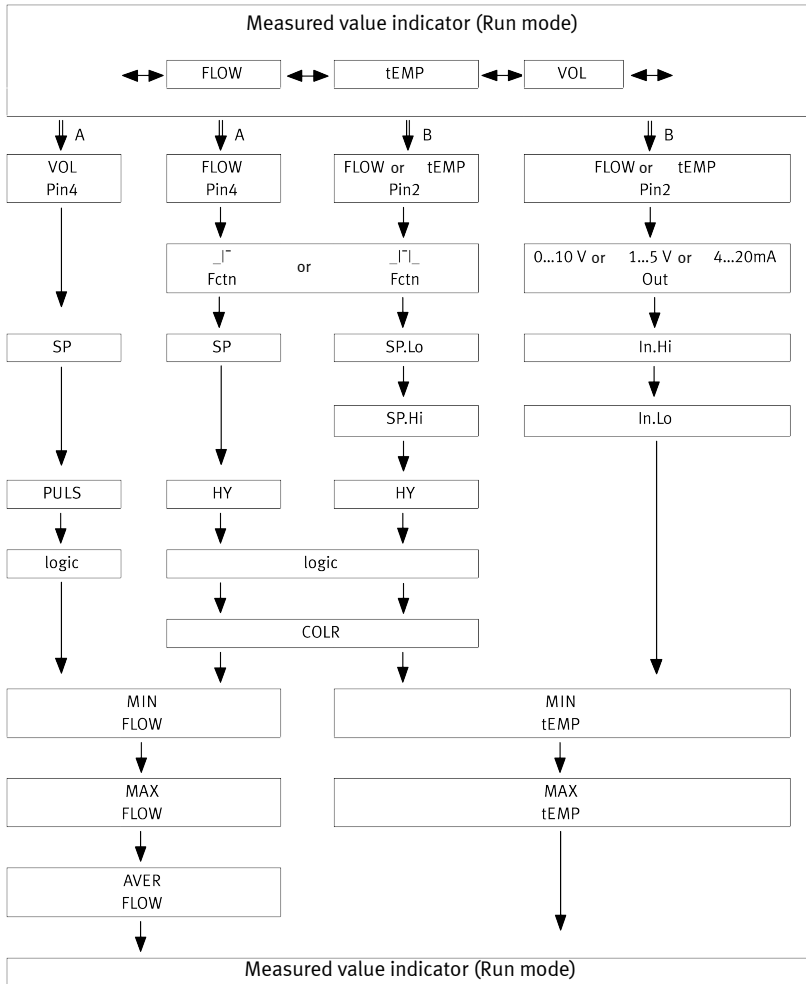 Measured value indicator (Run mode)
FLOW tEMP VOL
A A B B
VOL FLOW FLOW or tEMP FLOW or tEMP
Pin4 Pin4 Pin2 Pin2
_|¯ or _|¯|_ 0...10 V or 1...5 V or 4...20mA
Fctn Fctn Out
SP SP SP.Lo In.Hi
SP.Hi In.Lo
PULS HY HY
logic logic
COLR
MIN MIN
FLOW tEMP
MAX MAX
FLOW tEMP
AVER
FLOW
Measured value indicator (Run mode)